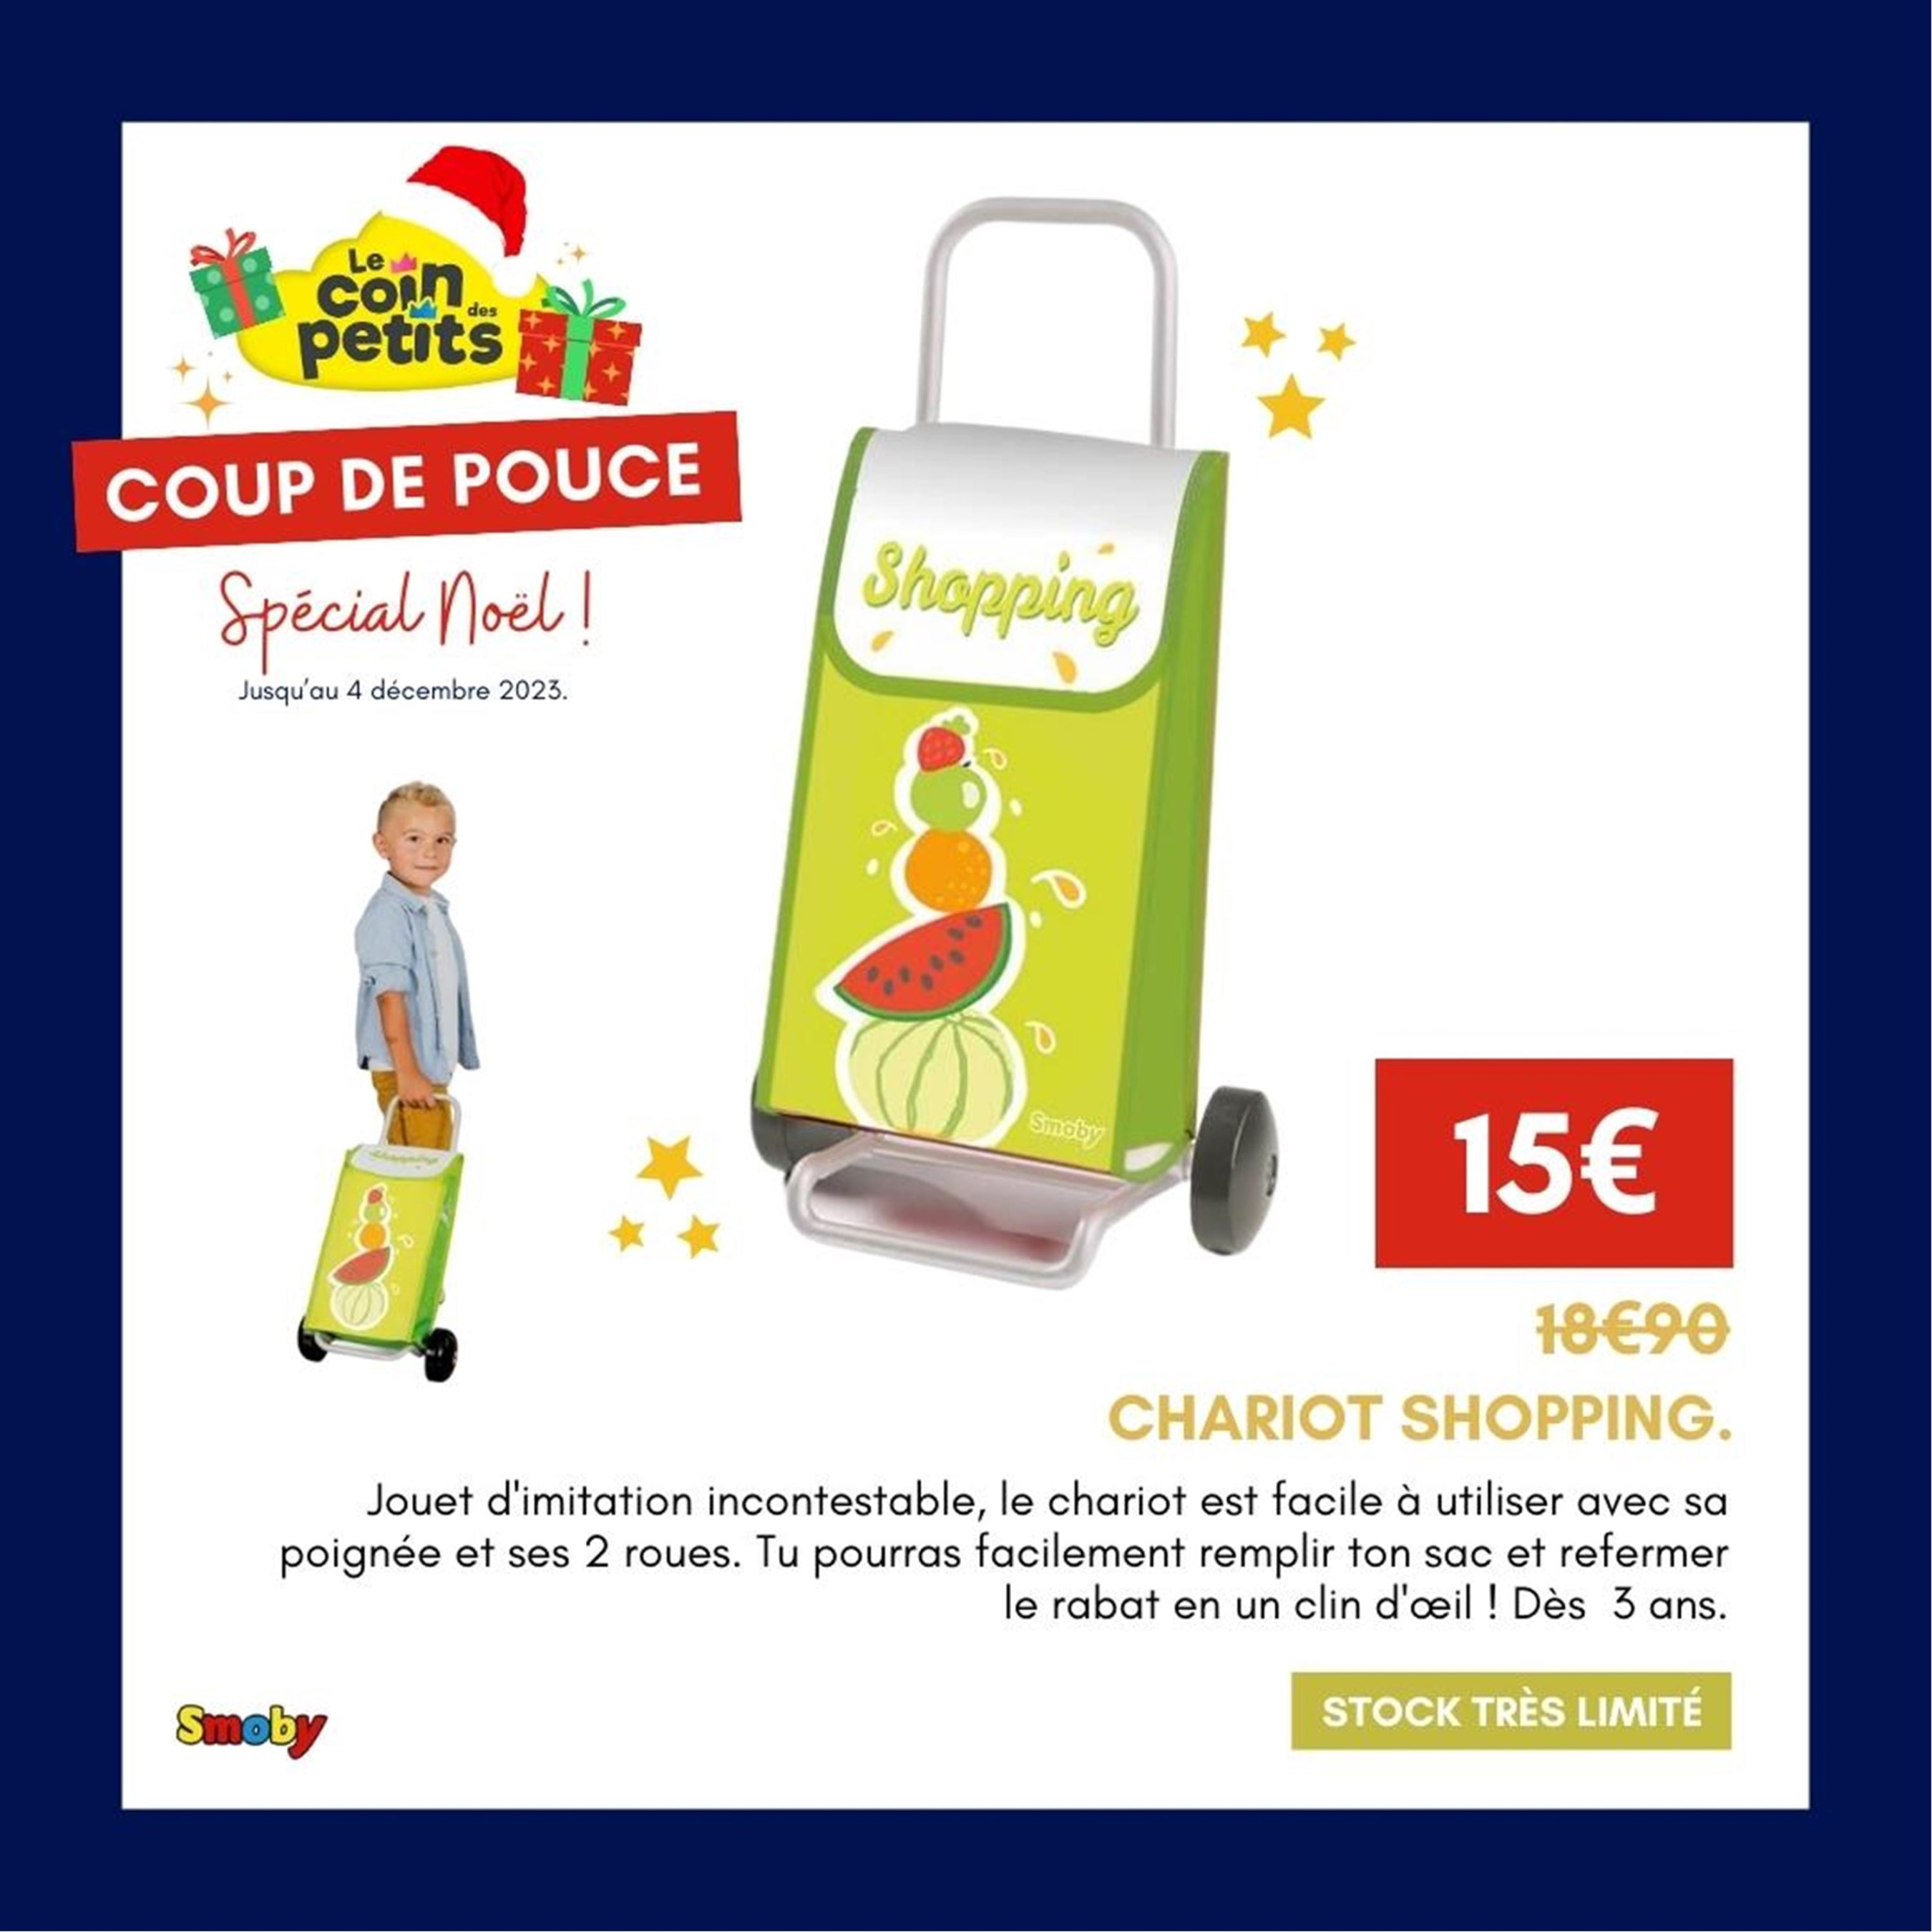 Le
coin
des
petits
COUP DE POUCE
Spécial Noël !
Jusqu'au 4 décembre 2023.
Shopping
Smoby
Shopping
15€
18€90
CHARIOT SHOPPING.
Jouet d'imitation incontestable, le chariot est facile à utiliser avec sa
poignée et ses 2 roues. Tu pourras facilement remplir ton sac et refermer
le rabat en un clin d'œil ! Dès 3 ans.
STOCK TRÈS LIMITÉ
Smoby